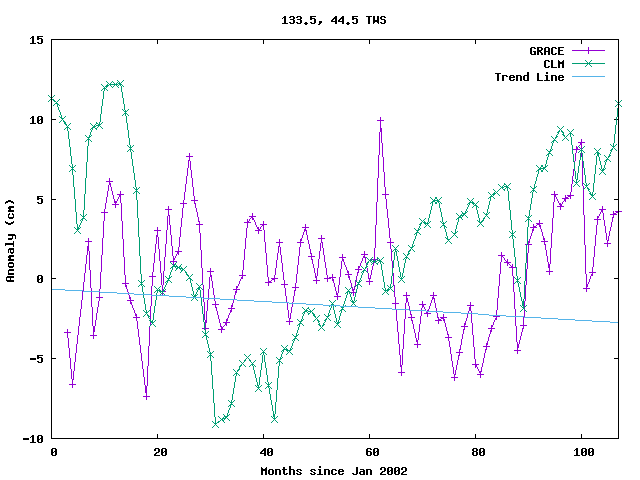 133.5, 44.5 TWS
GRACE
CLM
Trend Line
Anomaly (cm)
15
10
5
0
-5
-10
0 20 40 60 80 100
Months since Jan 2002